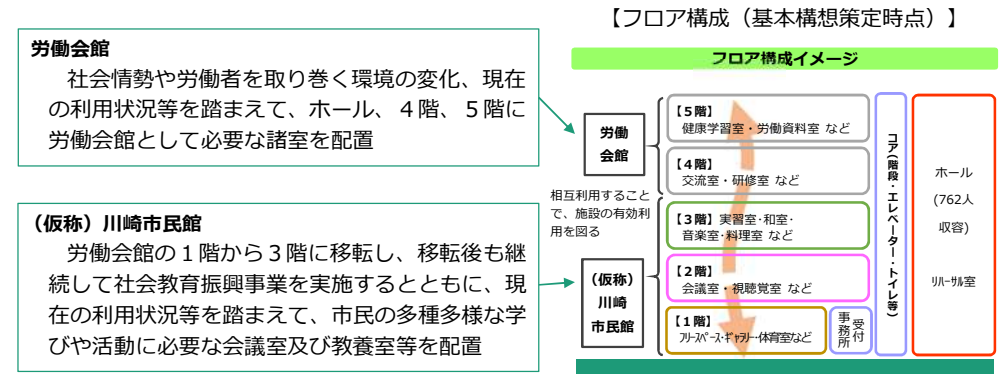 【フロア構成（基本構想策定時点）】
労働会館
社会情勢や労働者を取り巻く環境の変化、現在
の利用状況等を踏まえて、ホール、４階、５階に
労働会館として必要な諸室を配置
（仮称）川崎市民館
労働会館の１階から３階に移転し、移転後も継
続して社会教育振興事業を実施するとともに、現
在の利用状況等を踏まえて、市民の多種多様な学
びや活動に必要な会議室及び教養室等を配置
フロア構成イメージ
労働
会館
相互利用すること
で、施設の有効利
用を図る
（仮称）
川崎
市民館
【５階】
健康学習室・労働資料室 など
【４階】
交流室・研修室 など
【３階】実習室・和室・
音楽室・料理室 など
【２階】
会議室・視聴覚室 など
【１階】
フリースペース・ギャラリー・体育室など
受付
事務所
コア（階段・エレベーター・トイレ等）
ホール
(762人
収容)
リハーサル室